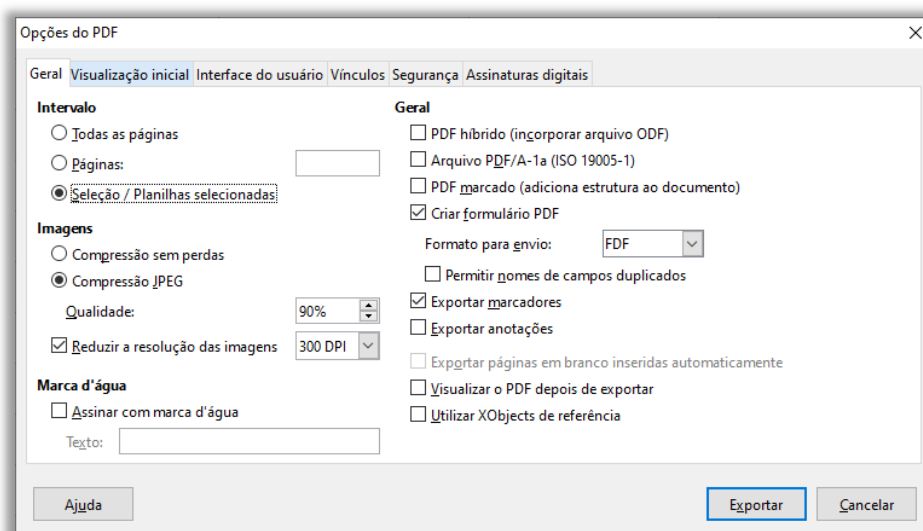 Opções do PDF
Geral Visualização inicial Interface do usuário Vínculos Segurança Assinaturas digitais
Intervalo
Todas as páginas
Páginas:
Seleção / Planilhas selecionadas
Imagens
Compressão sem perdas
Compressão JPEG
Qualidade: 90%
Reduzir a resolução das imagens 300 DPI
Marca d'água
Assinar com marca d'água
Texto:
Geral
PDF híbrido (incorporar arquivo ODF)
Arquivo PDF/A-1a (ISO 19005-1)
PDF marcado (adiciona estrutura ao documento)
Criar formulário PDF
Formato para envio: FDF
Permitir nomes de campos duplicados
Exportar marcadores
Exportar anotações
Exportar páginas em branco inseridas automaticamente
Visualizar o PDF depois de exportar
Utilizar XObjects de referência
Ajuda Exportar Cancelar